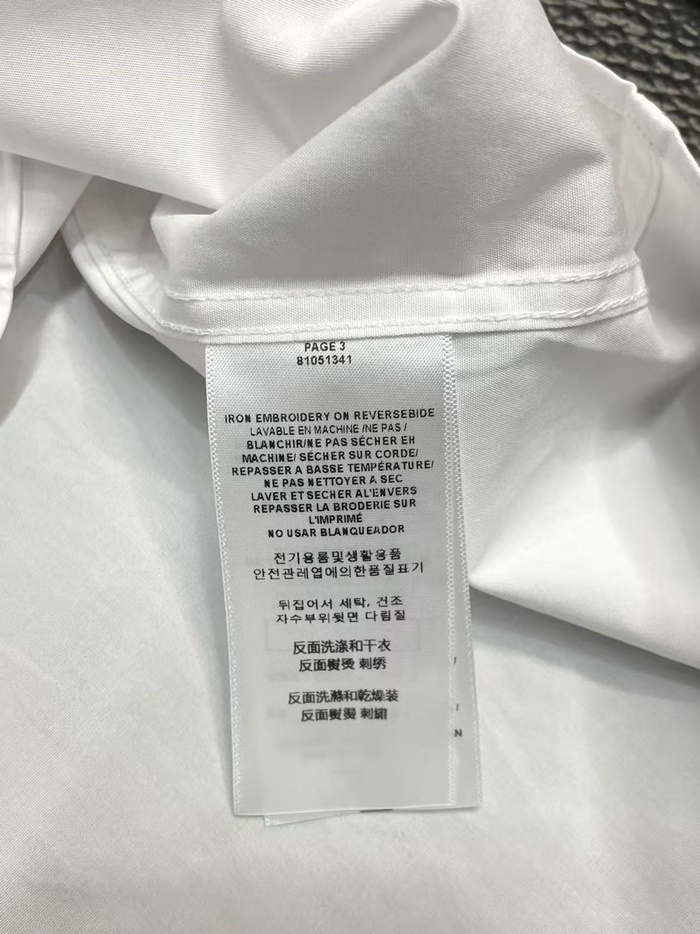 PAGE 3
81051341
IRON EMBROIDERY ON REVERSEBIDE
LAVABLE EN MACHINE /NE PAS /
BLANCHIR/NE PAS SÉCHER EH
MACHINE/ SÉCHER SUR CORDE/
REPASSER A BASSE TEMPÉRATURE/
NE PAS NETTOYER A SEC
LAVER ET SECHER AL'ENVERS
REPASSER LA BRODERIE SUR
L'IMPRIMÉ
NO USAR BLANQUEADOR
전기용품및생활용품
안전관레엽에의한품질표기
뒤집어서 세탁, 건조
자수부위뒷면 다림질
反面洗涤和干衣
反面熨烫 刺绣
反面洗滌和乾燥装
反面熨燙 刺繡
N